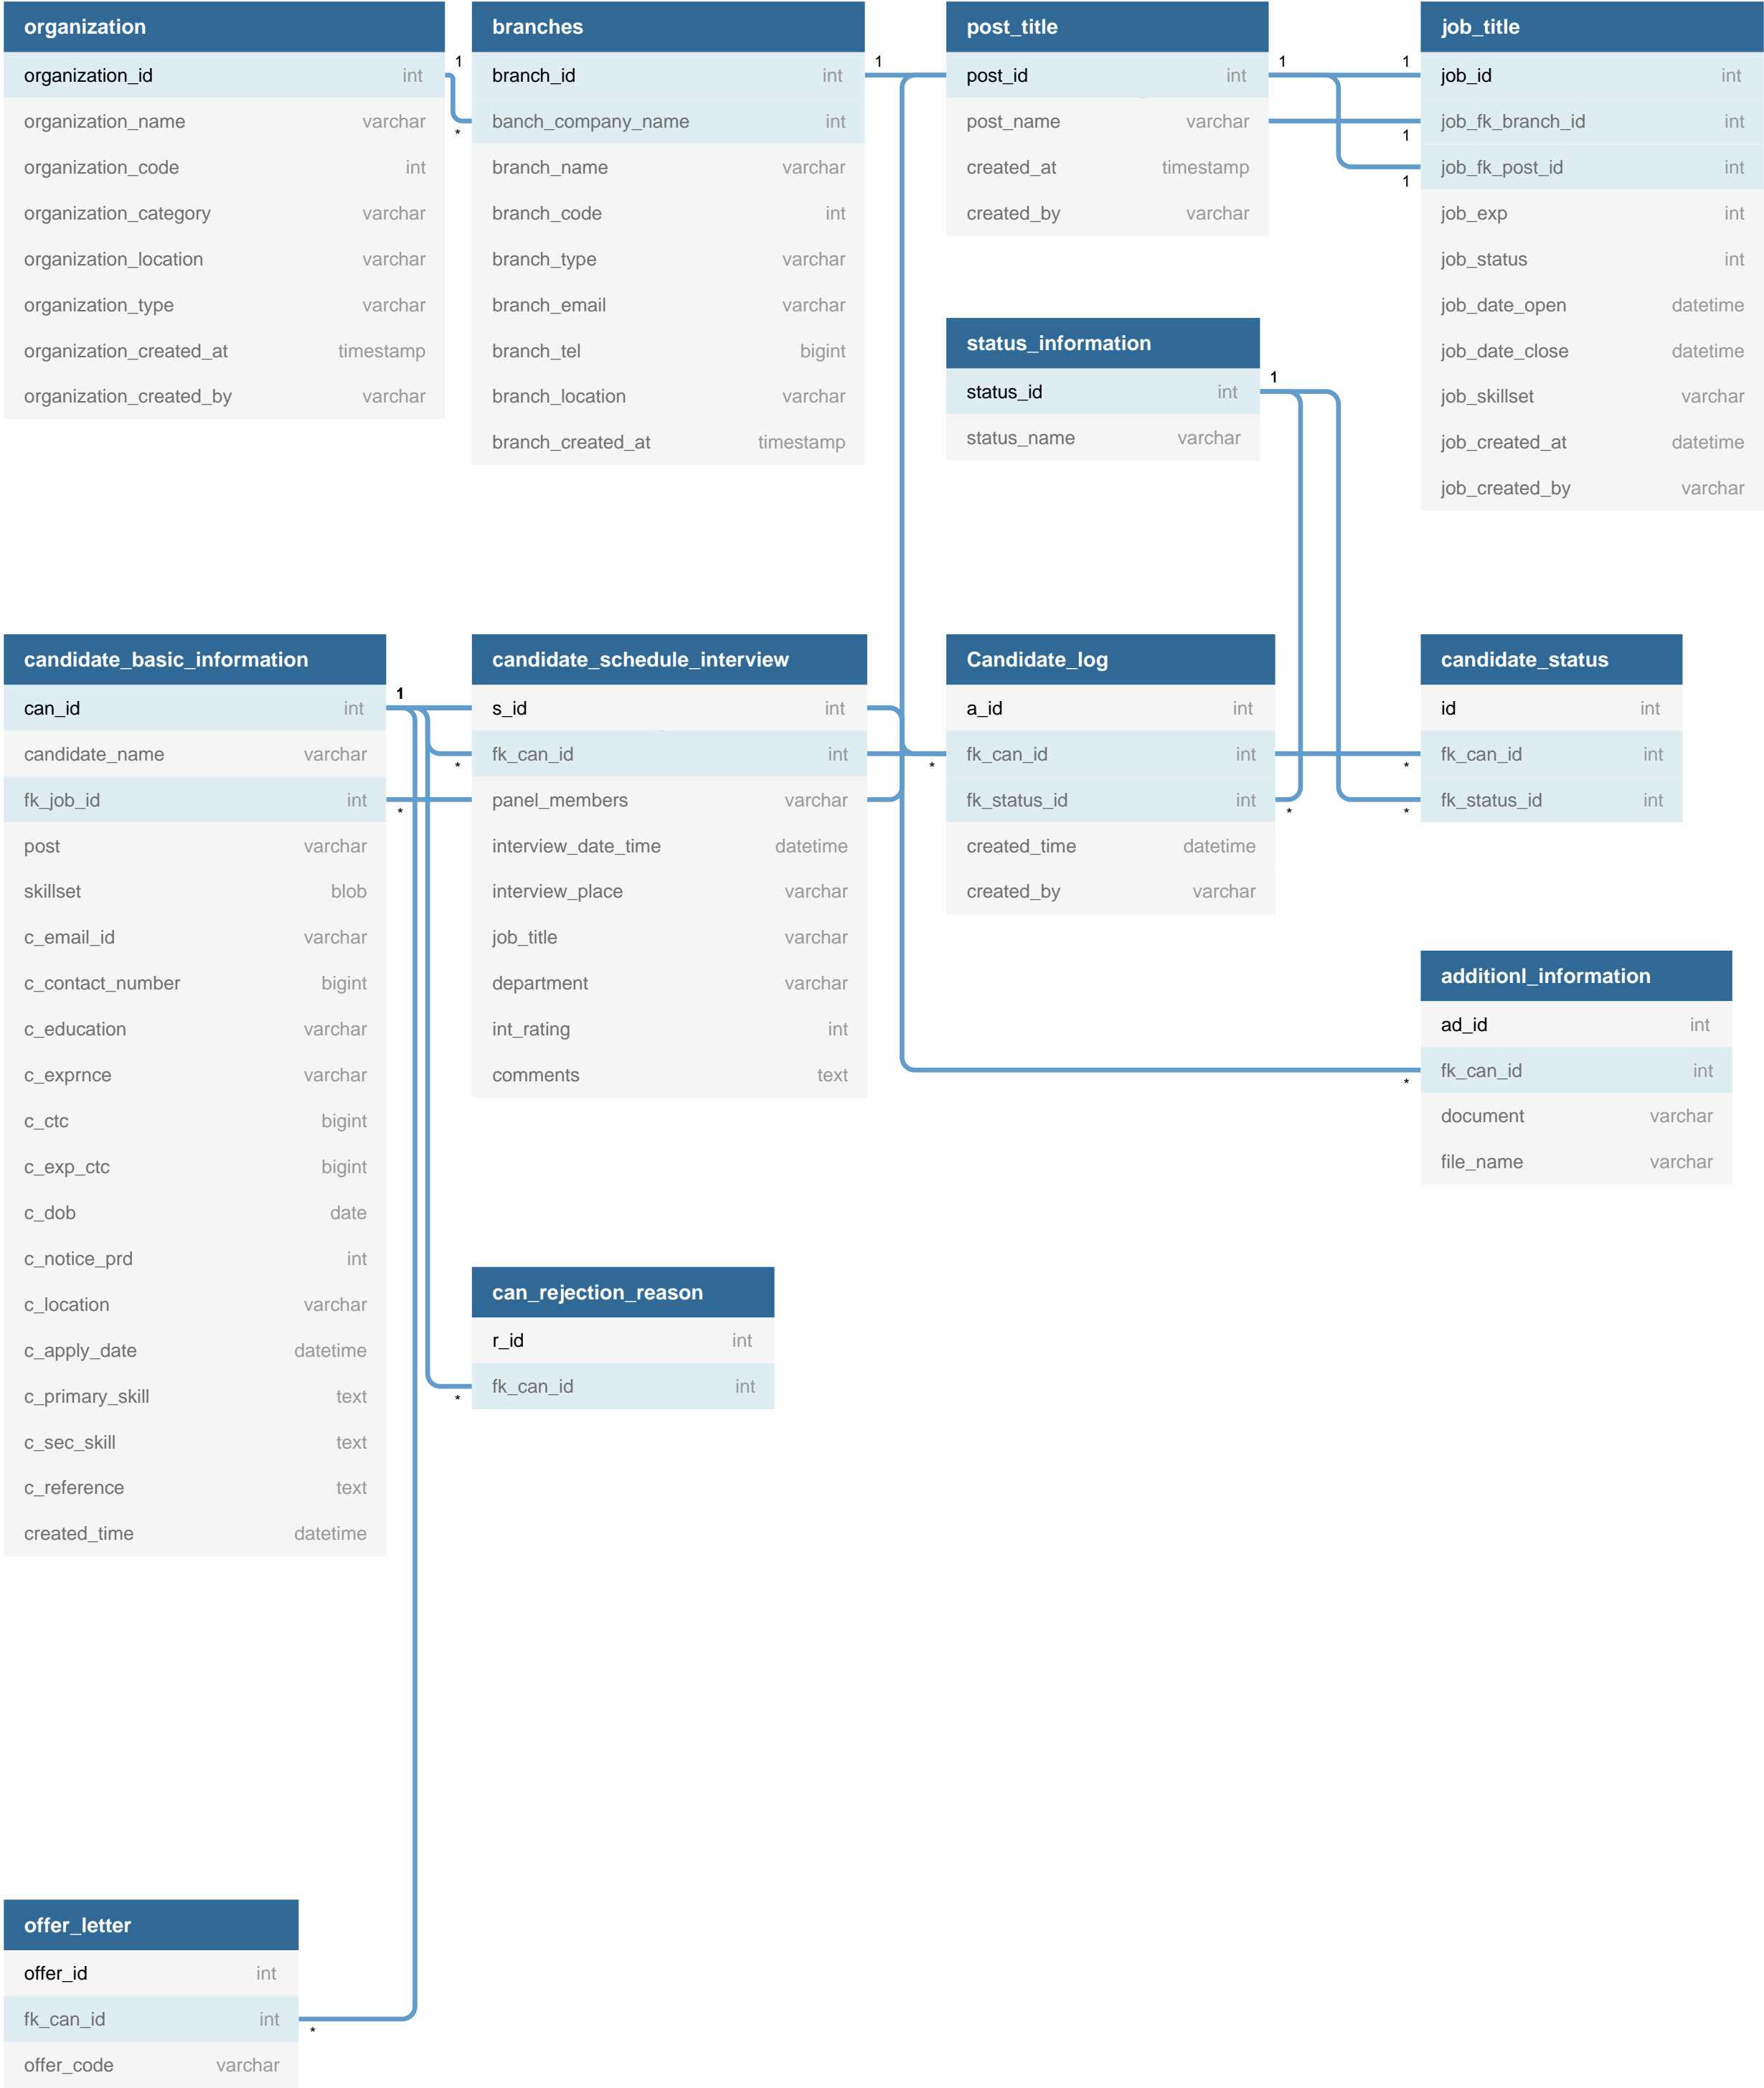 organization
organization_id int
organization_name varchar
organization_code int
organization_category varchar
organization_location varchar
organization_type varchar
organization_created_at timestamp
organization_created_by varchar
1
*
branches
branch_id int
banch_company_name int
branch_name varchar
branch_code int
branch_type varchar
branch_email varchar
branch_tel bigint
branch_location varchar
branch_created_at timestamp
1
post_title
post_id int
post_name varchar
created_at timestamp
created_by varchar
1
1
1
1
job_title
job_id int
job_fk_branch_id int
job_fk_post_id int
job_exp int
job_status int
job_date_open datetime
job_date_close datetime
job_skillset varchar
job_created_at datetime
job_created_by varchar
status_information
status_id int
status_name varchar
1
candidate_basic_information
can_id int
candidate_name varchar
fk_job_id int
post varchar
skillset blob
c_email_id varchar
c_contact_number bigint
c_education varchar
c_exprnce varchar
c_ctc bigint
c_exp_ctc bigint
c_dob date
c_notice_prd int
c_location varchar
c_apply_date datetime
c_primary_skill text
c_sec_skill text
c_reference text
created_time datetime
1
*
*
candidate_schedule_interview
s_id int
fk_can_id int
panel_members varchar
interview_date_time datetime
interview_place varchar
job_title varchar
department varchar
int_rating int
comments text
*
Candidate_log
a_id int
fk_can_id int
fk_status_id int
created_time datetime
created_by varchar
*
*
*
candidate_status
id int
fk_can_id int
fk_status_id int
additionl_information
ad_id int
fk_can_id int
document varchar
file_name varchar
*
can_rejection_reason
r_id int
fk_can_id int
*
offer_letter
offer_id int
fk_can_id int
offer_code varchar
*